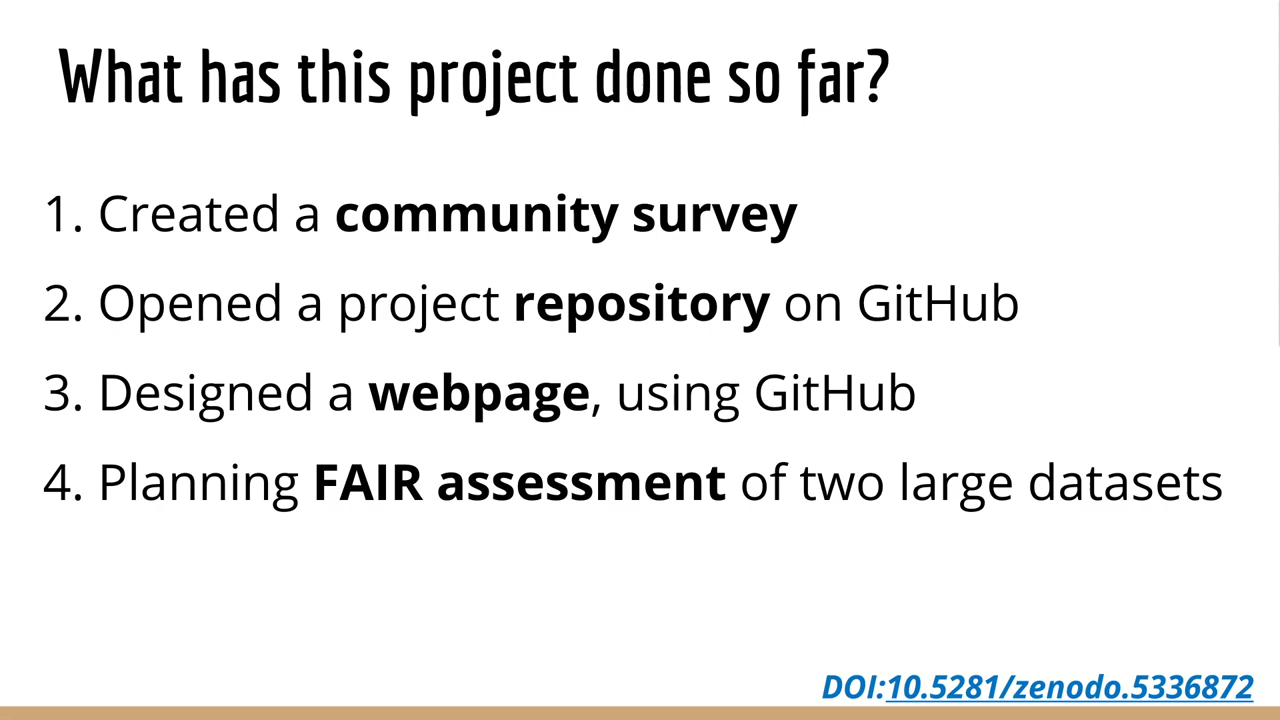 What has this project done so far?
1. Created a community survey
2. Opened a project repository on GitHub
3. Designed a webpage, using GitHub
4. Planning FAIR assessment of two large datasets
DOI:10.5281/zenodo.5336872